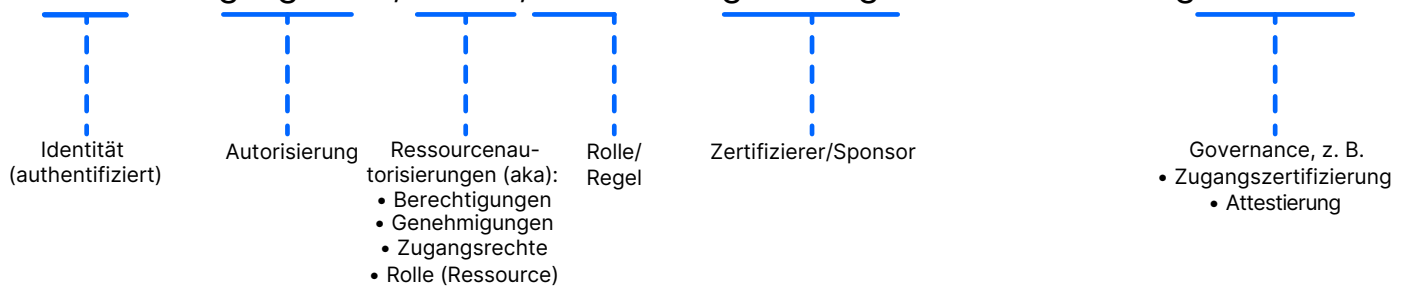 Identität
(authentifiziert)
Autorisierung
Ressourcenau-
torisierungen (aka):
• Berechtigungen
• Genehmigungen
• Zugangsrechte
• Rolle (Ressource)
Rolle/
Regel
Zertifizierer/Sponsor
Governance, z. B.
• Zugangszertifizierung
• Attestierung